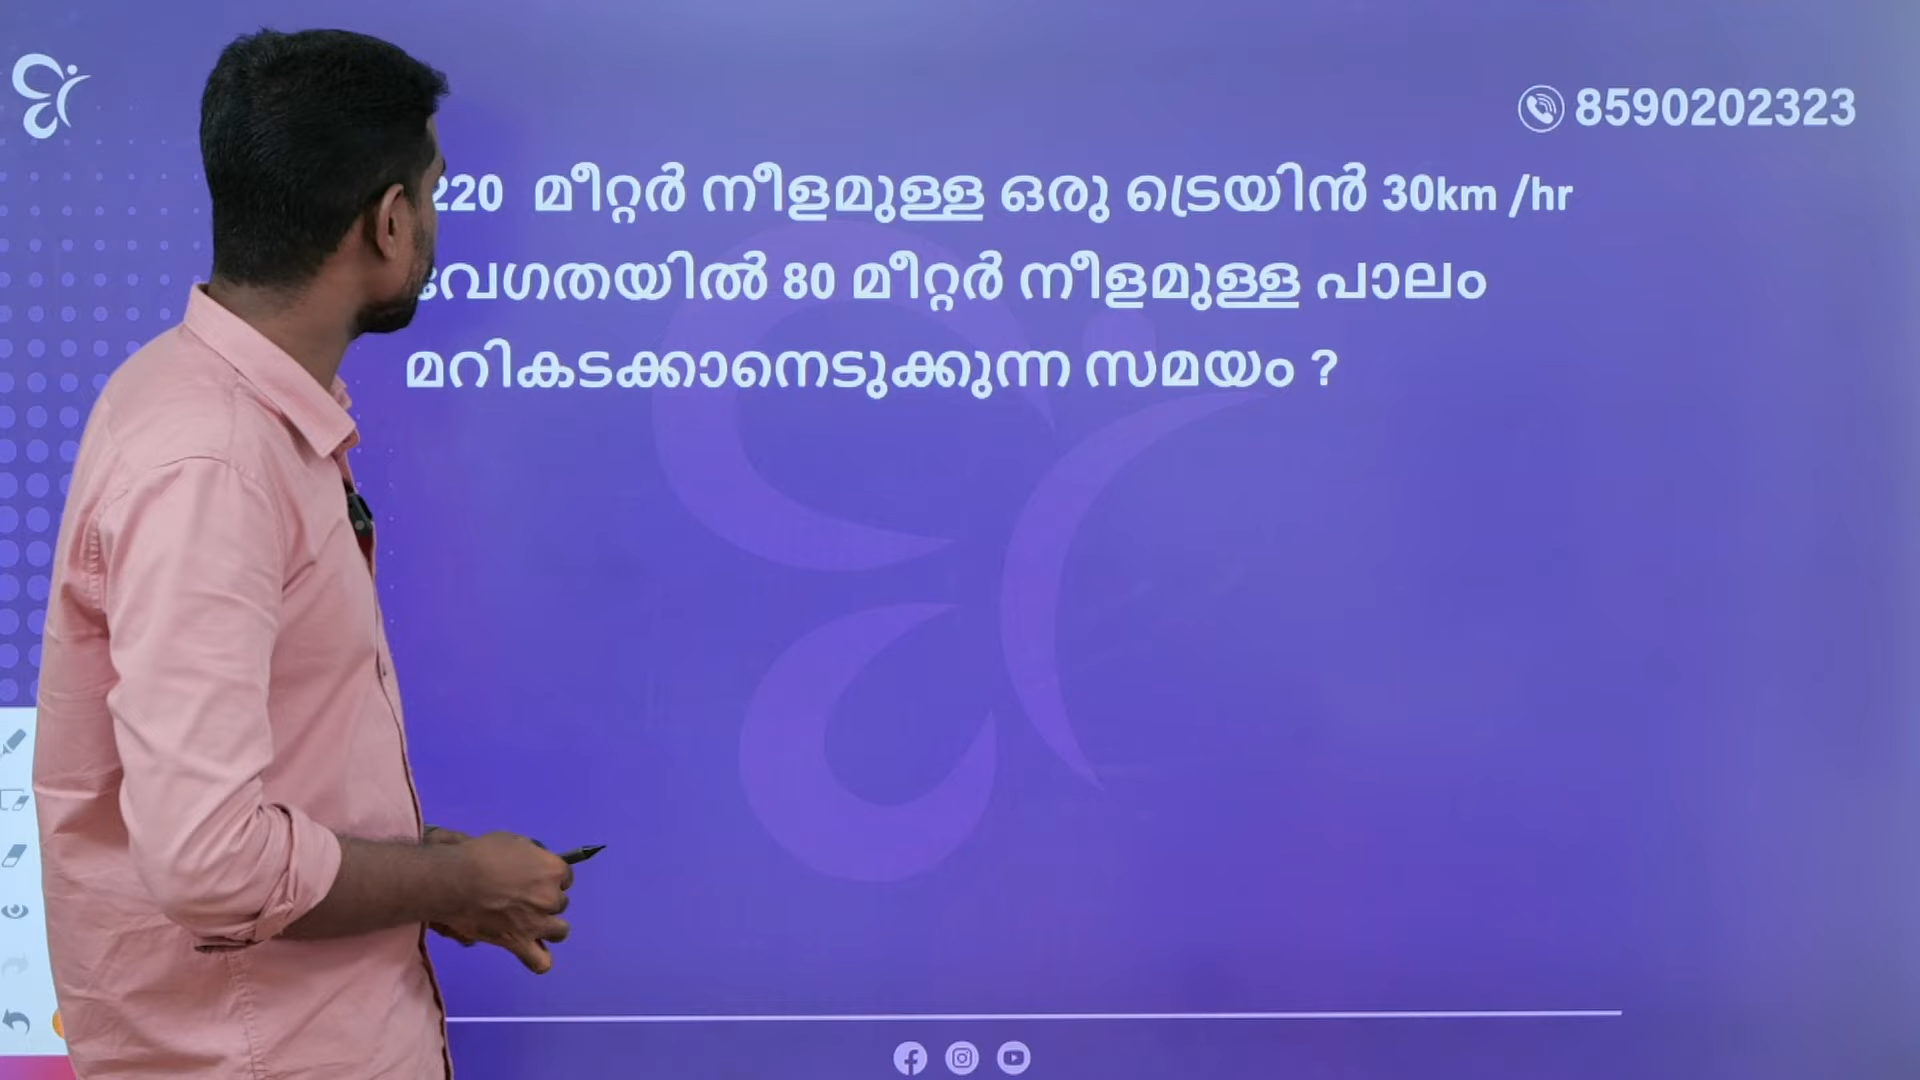 8590202323
220 മീറ്റർ നീളമുള്ള ഒരു ട്രെയിൻ 30km /hr
വേഗതയിൽ 80 മീറ്റർ നീളമുള്ള പാലം
മറികടക്കാനെടുക്കുന്ന സമയം ?